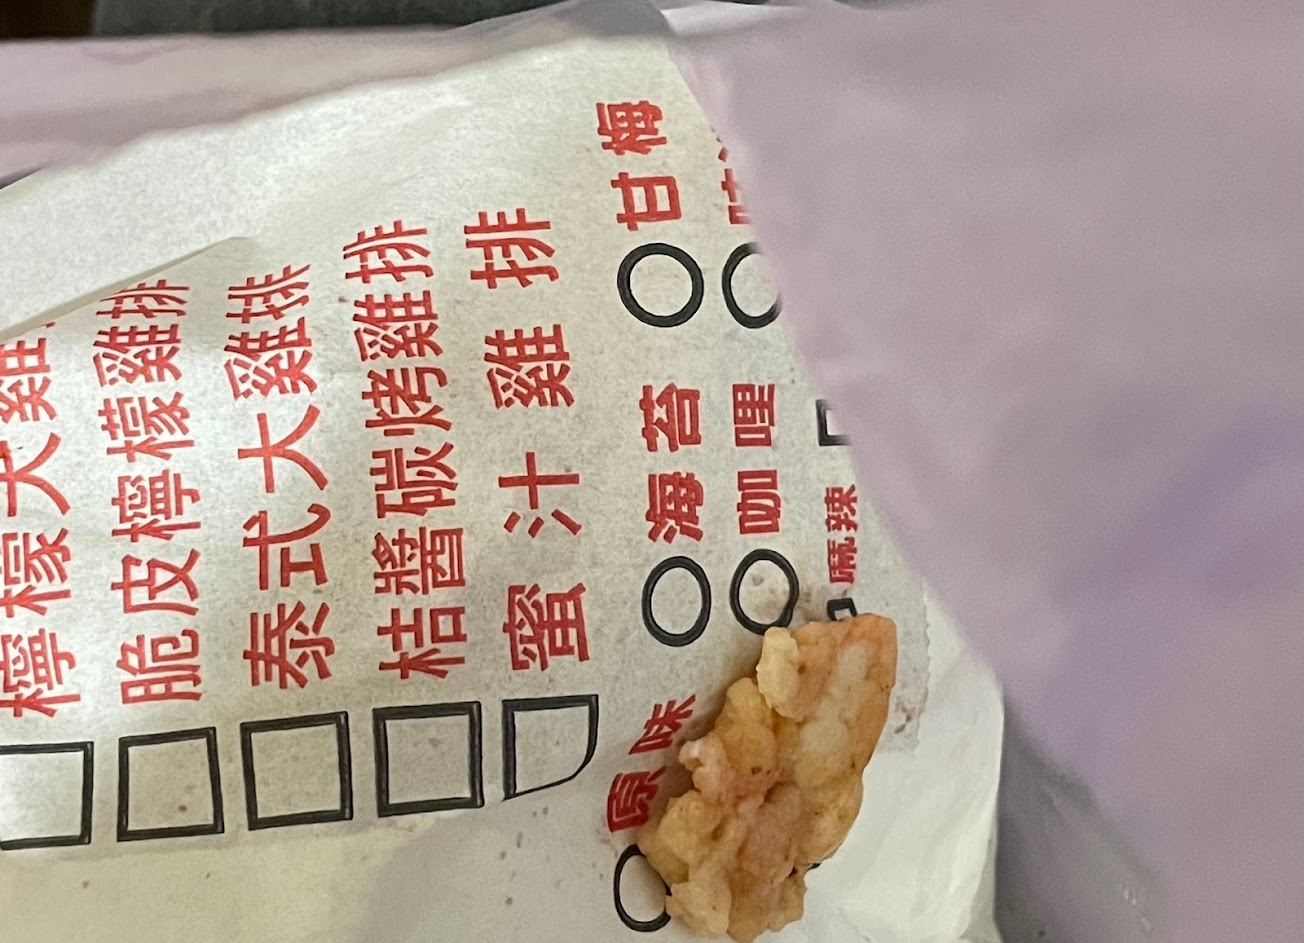 檸檬大雞
脆皮檸檬雞排
泰式大雞排
桔醬碳烤雞排
蜜汁雞排
原味 海苔 甘梅
咖哩
麻辣